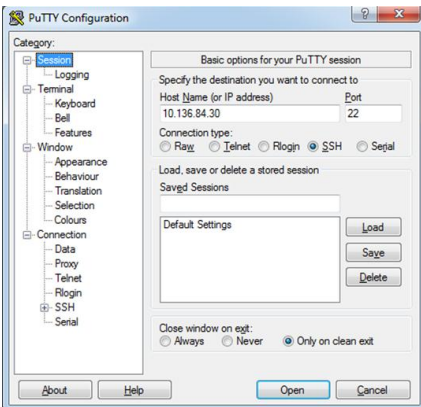 PuTTY Configuration
Category:
Session
Logging
Terminal
Keyboard
Bell
Features
Window
Appearance
Behaviour
Translation
Selection
Colours
Connection
Data
Proxy
Telnet
Rlogin
SSH
Serial
Basic options for your PuTTY session
Specify the destination you want to connect to
Host Name (or IP address) Port
10.136.84.30 22
Connection type:
Raw Telnet Rlogin SSH Serial
Load, save or delete a stored session
Saved Sessions
Default Settings
Load
Save
Delete
Close window on exit:
Always Never Only on clean exit
About Help Open Cancel